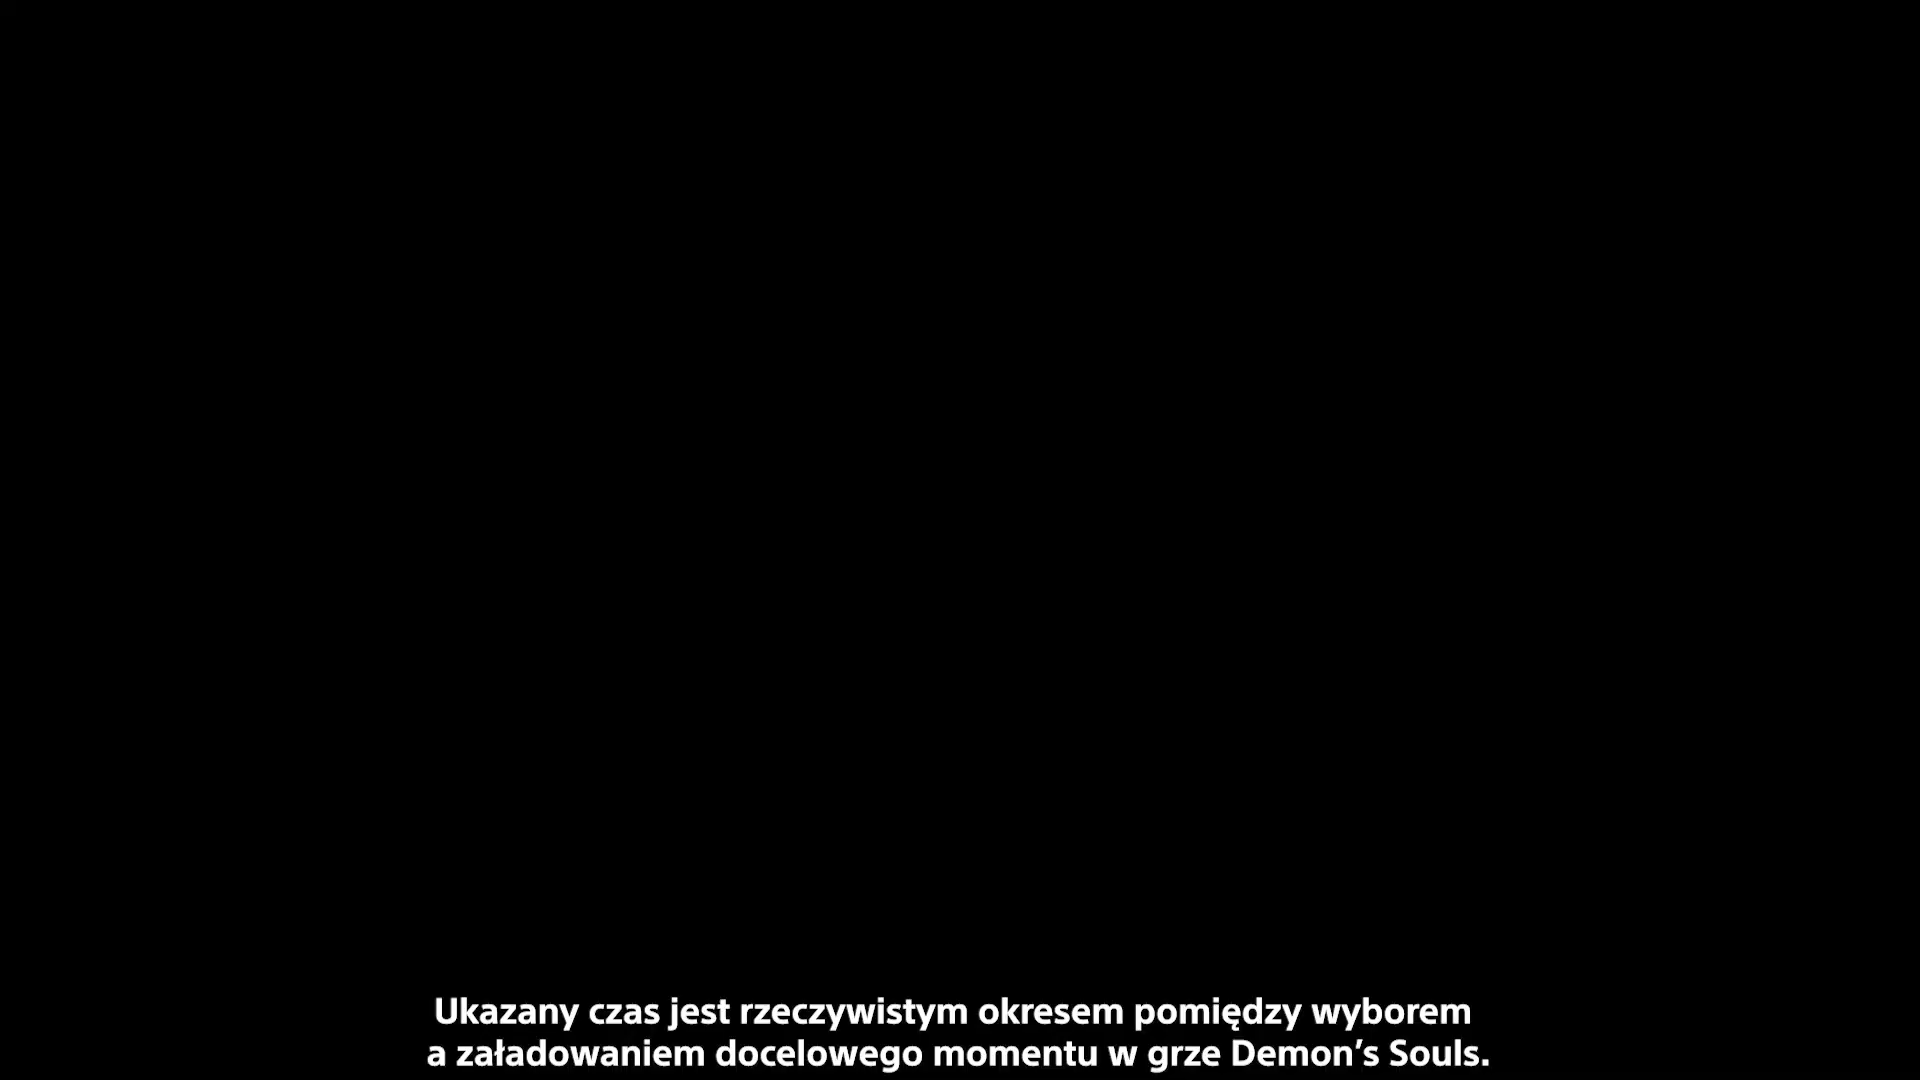 Ukazany czas jest rzeczywistym okresem pomiędzy wyborem
a załadowaniem docelowego momentu w grze Demon’s Souls.